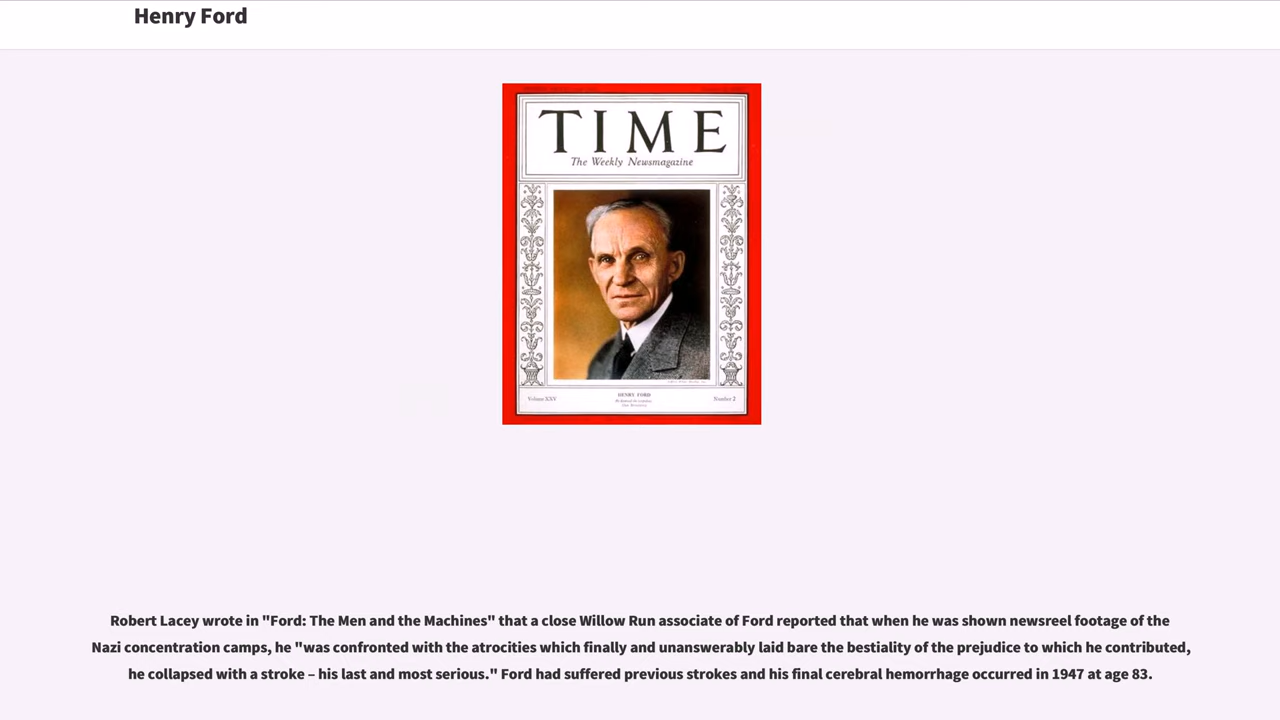 Henry Ford
TIME
The Weekly Newsmagazine
Volume XXV
HENRY FORD
Number 2
Robert Lacey wrote in "Ford: The Men and the Machines" that a close Willow Run associate of Ford reported that when he was shown newsreel footage of the
Nazi concentration camps, he "was confronted with the atrocities which finally and unanswerably laid bare the bestiality of the prejudice to which he contributed,
he collapsed with a stroke – his last and most serious." Ford had suffered previous strokes and his final cerebral hemorrhage occurred in 1947 at age 83.